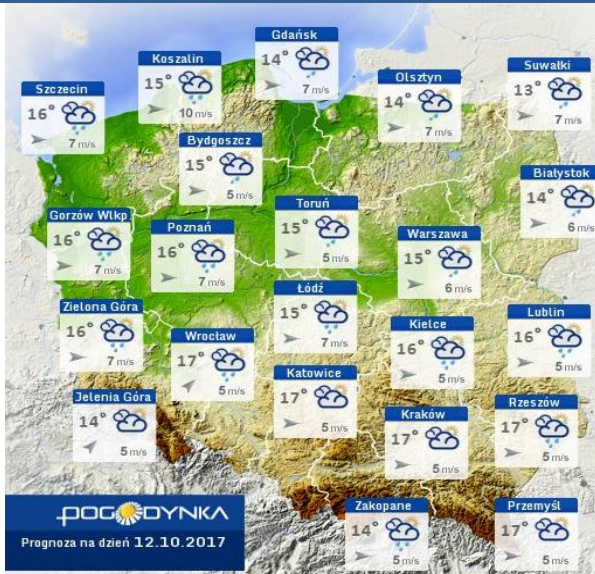 Gdańsk
14°
7 m/s
Koszalin
15°
10 m/s
Suwałki
13°
7 m/s
Olsztyn
14°
7 m/s
Szczecin
16°
7 m/s
Bydgoszcz
15°
5 m/s
Białystok
14°
6 m/s
Toruń
15°
5 m/s
Gorzów Wlkp.
16°
7 m/s
Poznań
16°
7 m/s
Warszawa
15°
6 m/s
Łódź
15°
7 m/s
Zielona Góra
16°
7 m/s
Lublin
16°
5 m/s
Kielce
16°
5 m/s
Wrocław
17°
5 m/s
Katowice
17°
5 m/s
Jelenia Góra
14°
5 m/s
Rzeszów
17°
5 m/s
Kraków
17°
5 m/s
Zakopane
14°
5 m/s
Przemyśl
17°
5 m/s
POGODYNKA
Prognoza na dzień 12.10.2017